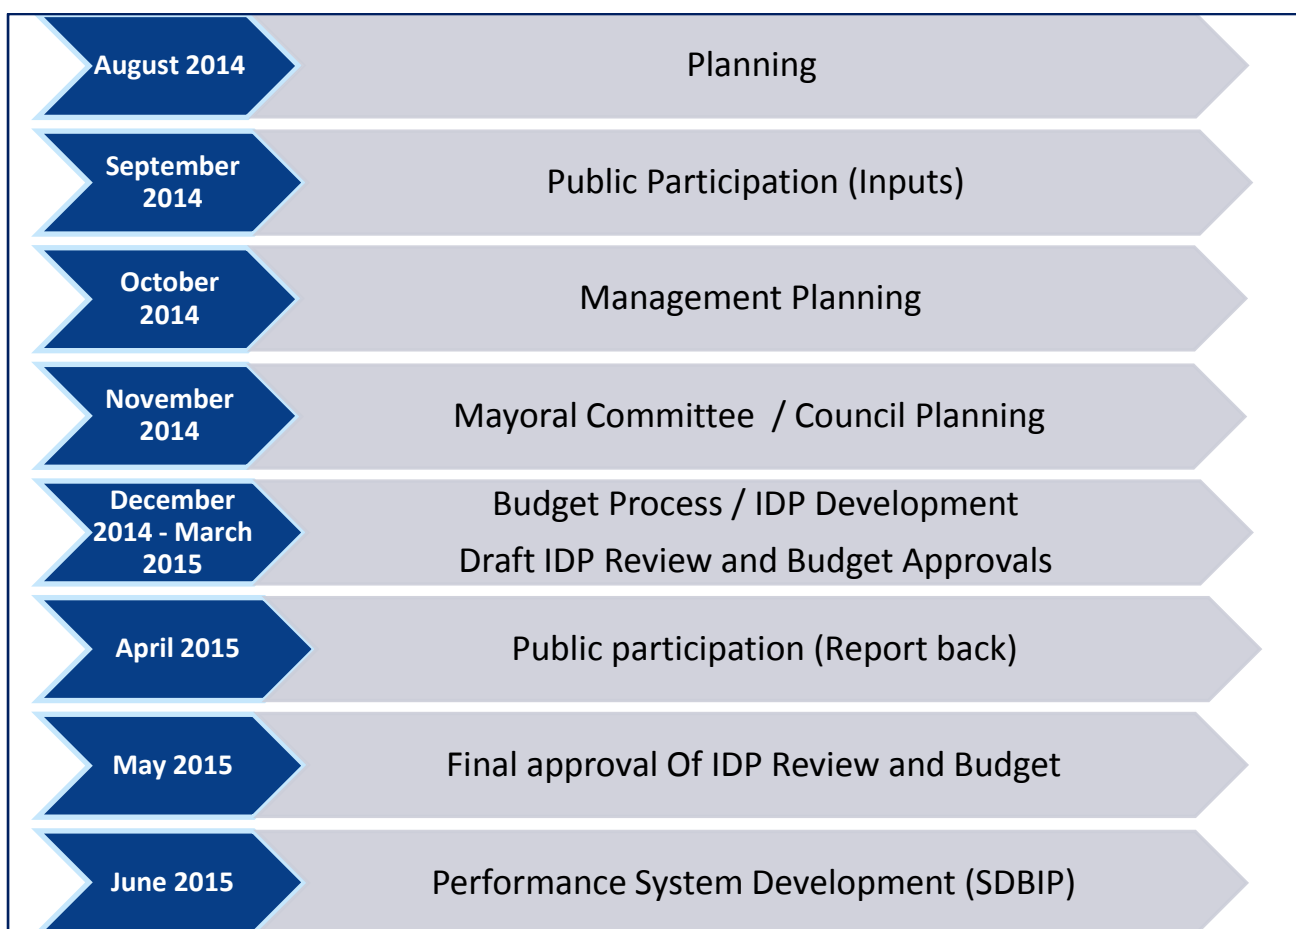 August 2014
Planning
September
2014
Public Participation (Inputs)
October
2014
Management Planning
November
2014
Mayoral Committee  / Council Planning
December
2014 - March
2015
Budget Process / IDP Development
Draft IDP Review and Budget Approvals
April 2015
Public participation (Report back)
May 2015
Final approval Of IDP Review and Budget
June 2015
Performance System Development (SDBIP)